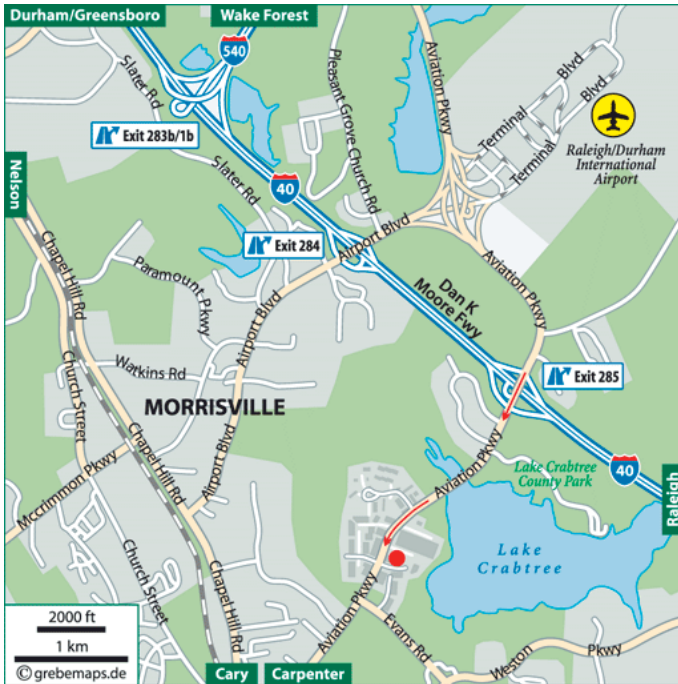 Durham/Greensboro
Wake Forest
540
Slater Rd
Pleasant Grove Church Rd
Aviation Pkwy
Terminal Blvd
Terminal Blvd
Raleigh/Durham
International
Airport
Exit 283b/1b
Slater Rd
40
Nelson
Exit 284
Airport Blvd
Aviation Pkwy
Chapel Hill Rd
Paramount Pkwy
Dan K
Moore Fwy
Airport Blvd
Watkins Rd
Exit 285
Church Street
MORRISVILLE
Chapel Hill Rd
Airport Blvd
Aviation Pkwy
Lake Crabtree
County Park
40
Raleigh
Mccrimmon Pkwy
Lake
Crabtree
Church Street
Chapel Hill Rd
Aviation Pkwy
Evans Rd
Weston Pkwy
2000 ft
1 km
© grebemaps.de
Cary
Carpenter